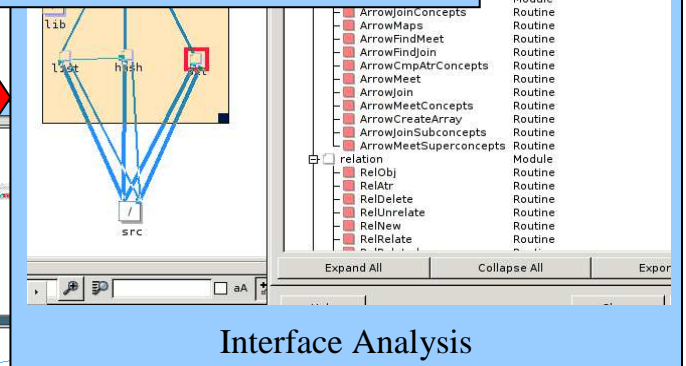 lib
list hash
/
src
Module
ArrowJoinConcepts Routine
ArrowMaps Routine
ArrowFindMeet Routine
ArrowFindJoin Routine
ArrowCmpAtrConcepts Routine
ArrowMeet Routine
ArrowJoin Routine
ArrowMeetConcepts Routine
ArrowCreateArray Routine
ArrowJoinSubconcepts Routine
ArrowMeetSuperconcepts Routine
relation Module
RelObj Routine
RelAtr Routine
RelDelete Routine
RelUnrelate Routine
RelNew Routine
RelRelate Routine
Expand All Collapse All Expor
aA
Interface Analysis